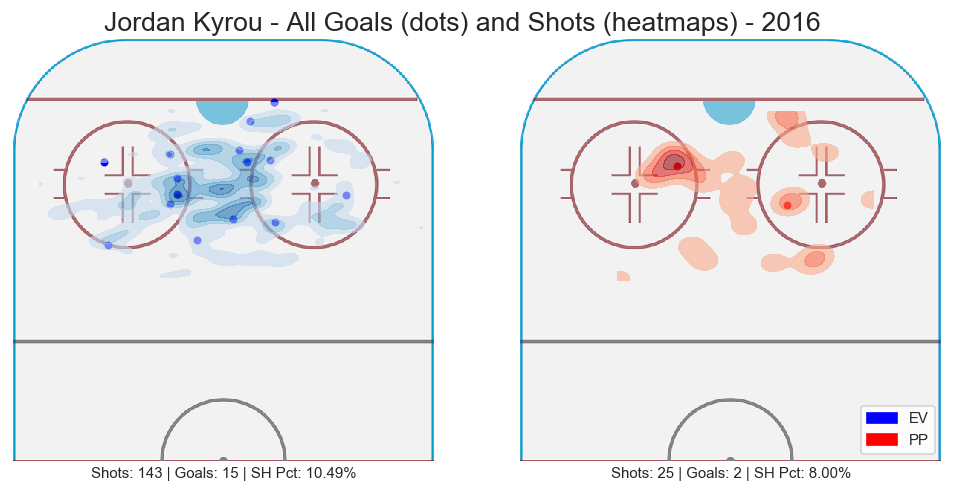 Jordan Kyrou - All Goals (dots) and Shots (heatmaps) - 2016
EV
PP
Shots: 143 | Goals: 15 | SH Pct: 10.49%
Shots: 25 | Goals: 2 | SH Pct: 8.00%